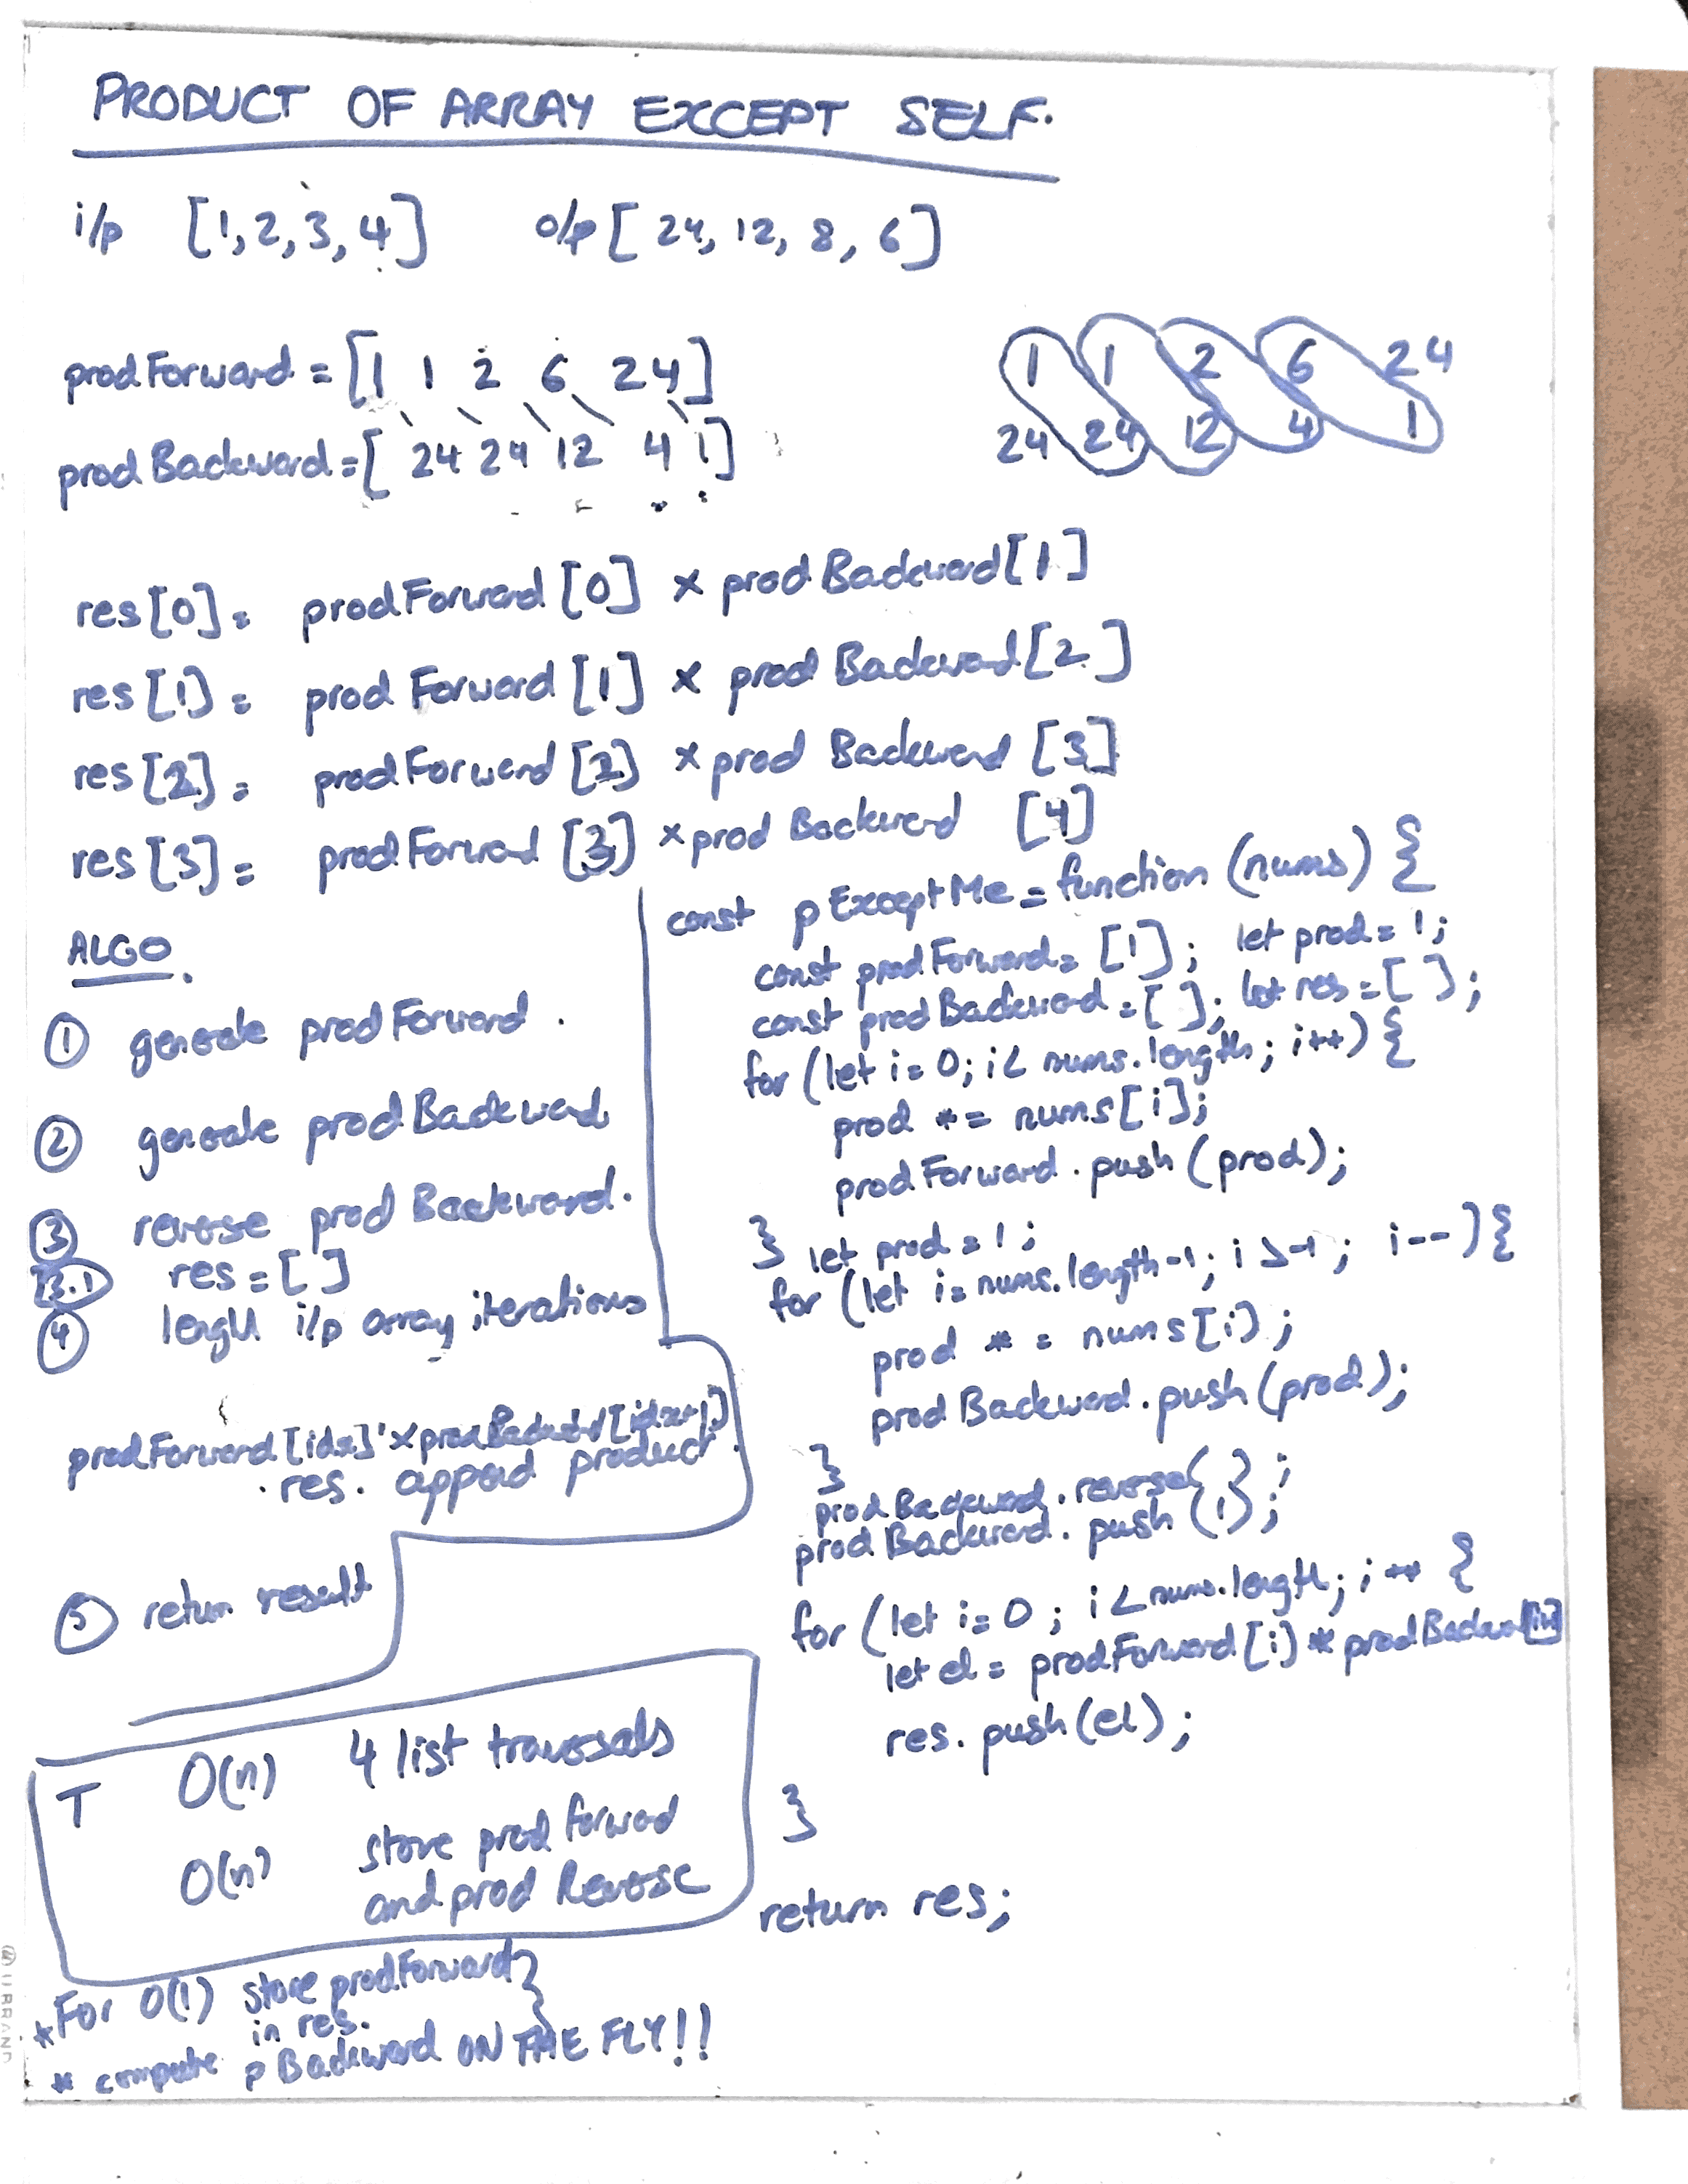 PRODUCT OF ARRAY EXCEPT SELF.
i/p [1,2,3,4] o/p [24, 12, 8, 6]
prodForward = [1 1 2 6 24]
prodBackward = [ 24 24 12 4 1]
1 1 2 6 24
24 24 12 4 1
res[0] = prodForward [0] x prodBackward[1]
res[1] = prodForward [1] x prodBackward[2]
res[2] = prodForward [2] x prodBackward [3]
res[3] = prodForward [3] x prodBackward [4]
ALGO.
① generate prodForward.
② generate prodBackward
③ reverse prodBackward.
3.1 res = [ ]
④ length i/p array iterations
prodForward [idx] x prodBackward [idx+1]
res. append product
⑤ return result
const pExceptMe = function (nums) {
const prodForward = [1]; let prod = 1;
const prodBackward = [ ]; let res = [ ];
for (let i = 0; i < nums.length; i++) {
prod *= nums[i];
prodForward.push(prod);
} let prod = 1;
for (let i = nums.length-1; i >-1; i--) {
prod *= nums[i];
prodBackward.push(prod);
}
prodBackward.reverse();
prodBackward.push(1);
for (let i = 0; i < nums.length; i++ {
let el = prodForward[i] * prodBackward[i+1]
res.push(el);
}
return res;
T O(n) 4 list traversals
O(n) store prod forward
and prod Reverse
*For O(1) store prodForward }
in res.
* compute pBackward ON THE FLY!!